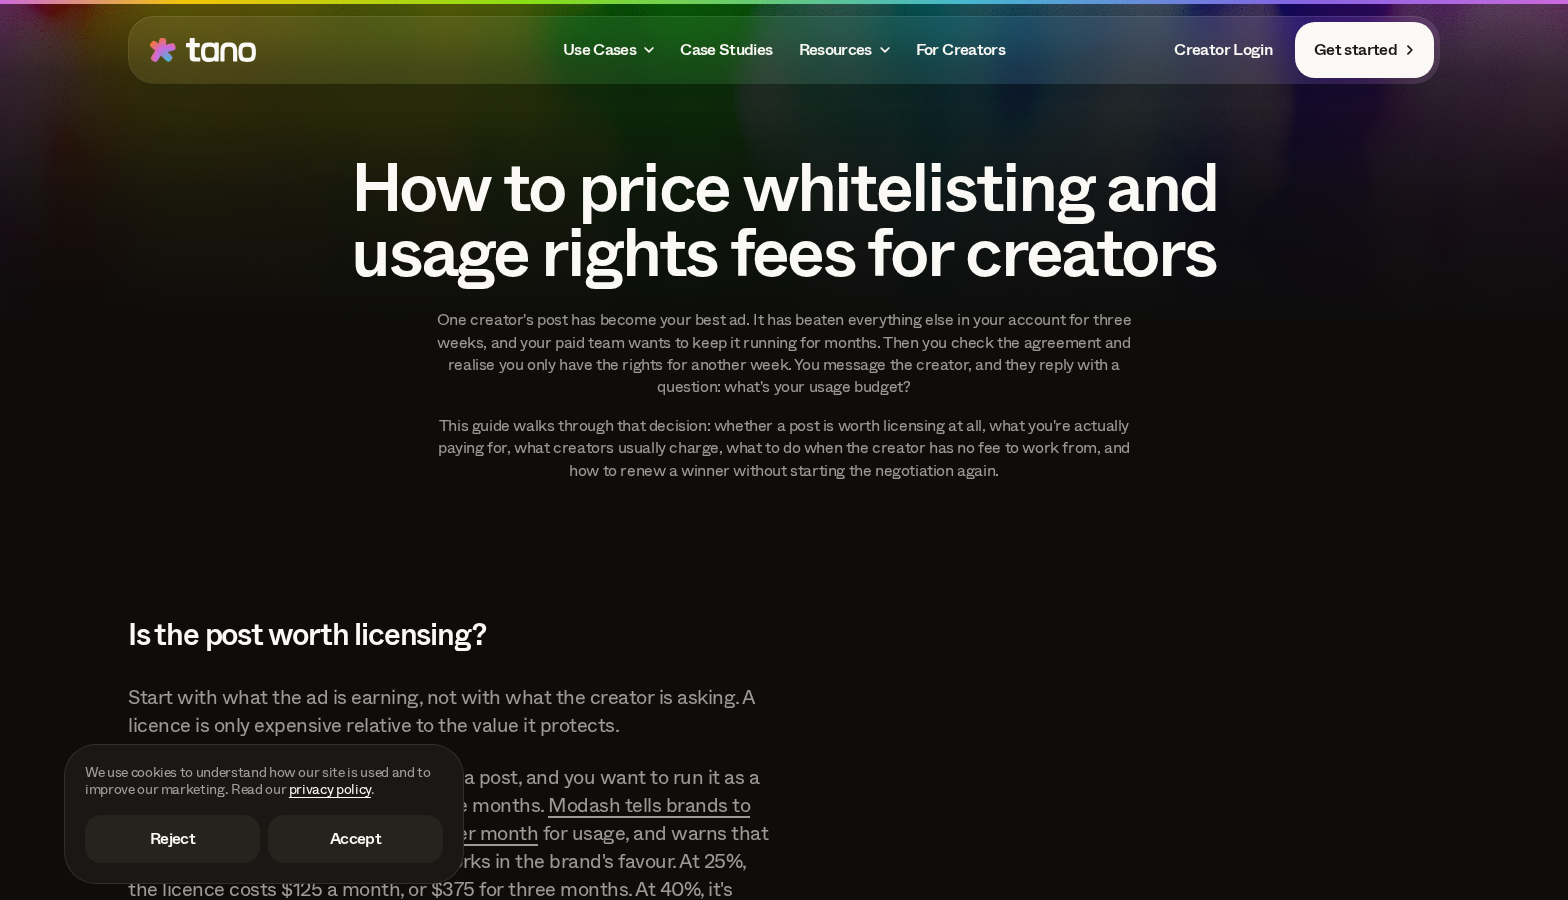 tano
Use Cases
Case Studies
Resources
For Creators
Creator Login
Get started
How to price whitelisting and
usage rights fees for creators
One creator's post has become your best ad. It has beaten everything else in your account for three
weeks, and your paid team wants to keep it running for months. Then you check the agreement and
realise you only have the rights for another week. You message the creator, and they reply with a
question: what's your usage budget?
This guide walks through that decision: whether a post is worth licensing at all, what you're actually
paying for, what creators usually charge, what to do when the creator has no fee to work from, and
how to renew a winner without starting the negotiation again.
Is the post worth licensing?
Start with what the ad is earning, not with what the creator is asking. A
licence is only expensive relative to the value it protects.
a post, and you want to run it as a
months. Modash tells brands to
month for usage, and warns that
in the brand's favour. At 25%,
the licence costs $125 a month, or $375 for three months. At 40%, it's
We use cookies to understand how our site is used and to
improve our marketing. Read our privacy policy.
Reject
Accept